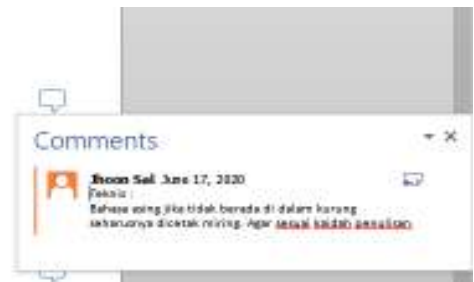 Comments
Jhoon Sail June 17, 2020
Teknis :
Bahasa asing jika tidak berada di dalam kurung
seharusnya dicetak miring. Agar sesuai kaidah penulisan